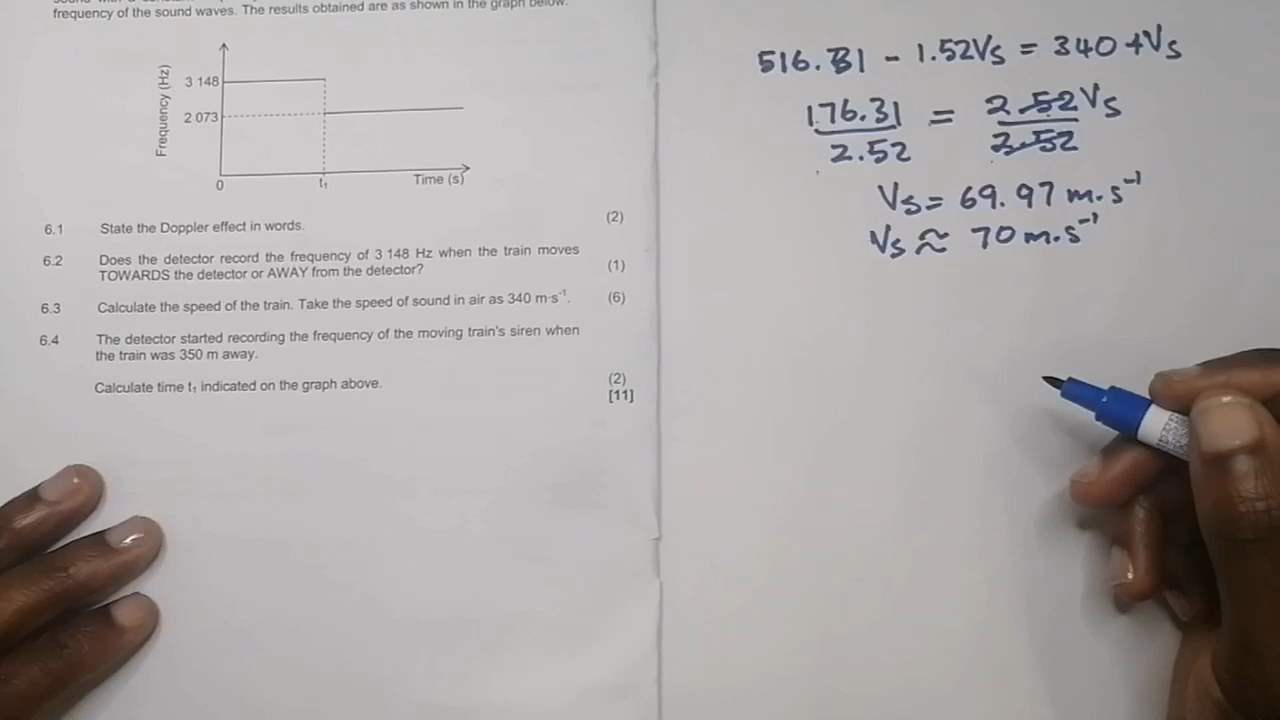 frequency of the sound waves. The results obtained are as shown in the graph below.
Frequency (Hz)
3 148
2 073
0
t₁
Time (s)
6.1 State the Doppler effect in words. (2)
6.2 Does the detector record the frequency of 3 148 Hz when the train moves
TOWARDS the detector or AWAY from the detector? (1)
6.3 Calculate the speed of the train. Take the speed of sound in air as 340 m·s⁻¹. (6)
6.4 The detector started recording the frequency of the moving train's siren when
the train was 350 m away.
Calculate time t₁ indicated on the graph above. (2)
[11]
516.31 - 1.52Vs = 340 + Vs
176.31 = 2.52Vs
2.52 2.52
Vs = 69.97 m.s⁻¹
Vs ≈ 70 m.s⁻¹